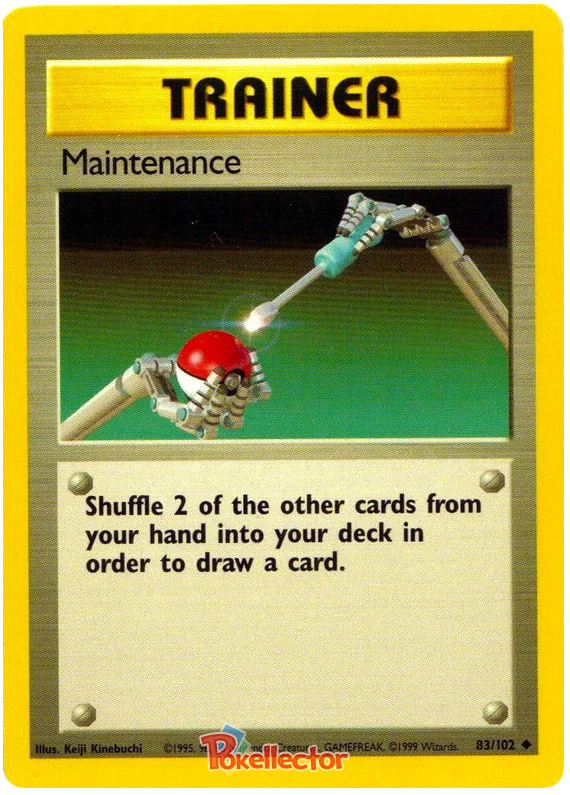 TRAINER
Maintenance
Shuffle 2 of the other cards from
your hand into your deck in
order to draw a card.
Illus. Keiji Kinebuchi ©1995, Creatures, GAMEFREAK. ©1999 Wizards. 83/102
Pokellector